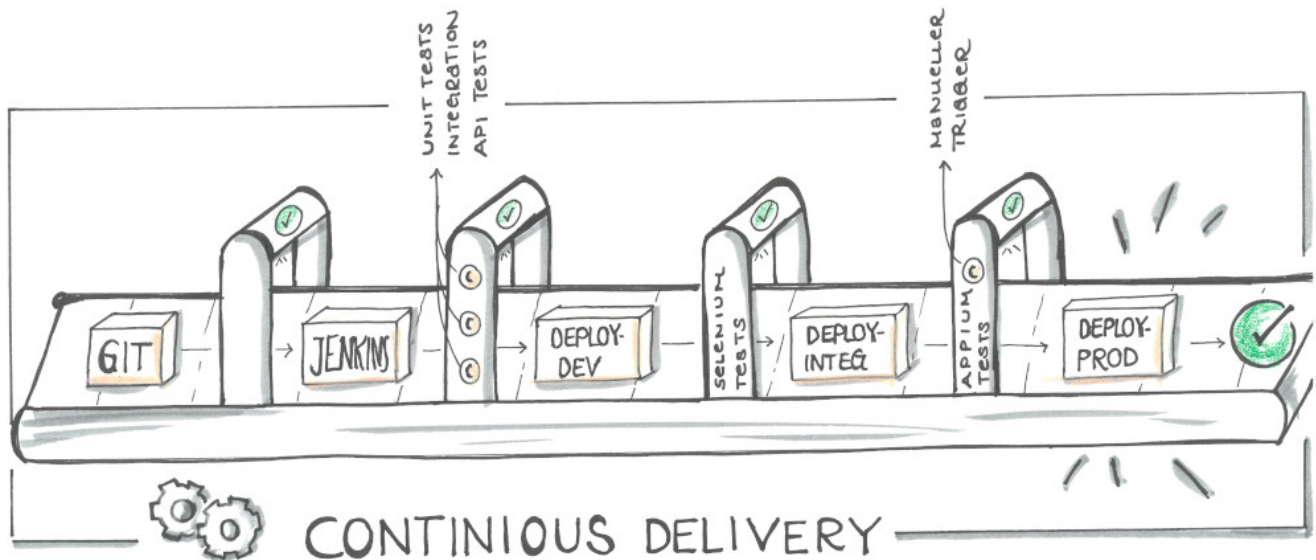 UNIT TESTS
INTEGRATION
API TESTS
MANUELLER
TRIGGER
GIT
JENKINS
DEPLOY-
DEV
SELENIUM
TESTS
DEPLOY-
INTEG
APPIUM
TESTS
DEPLOY-
PROD
CONTINIOUS DELIVERY